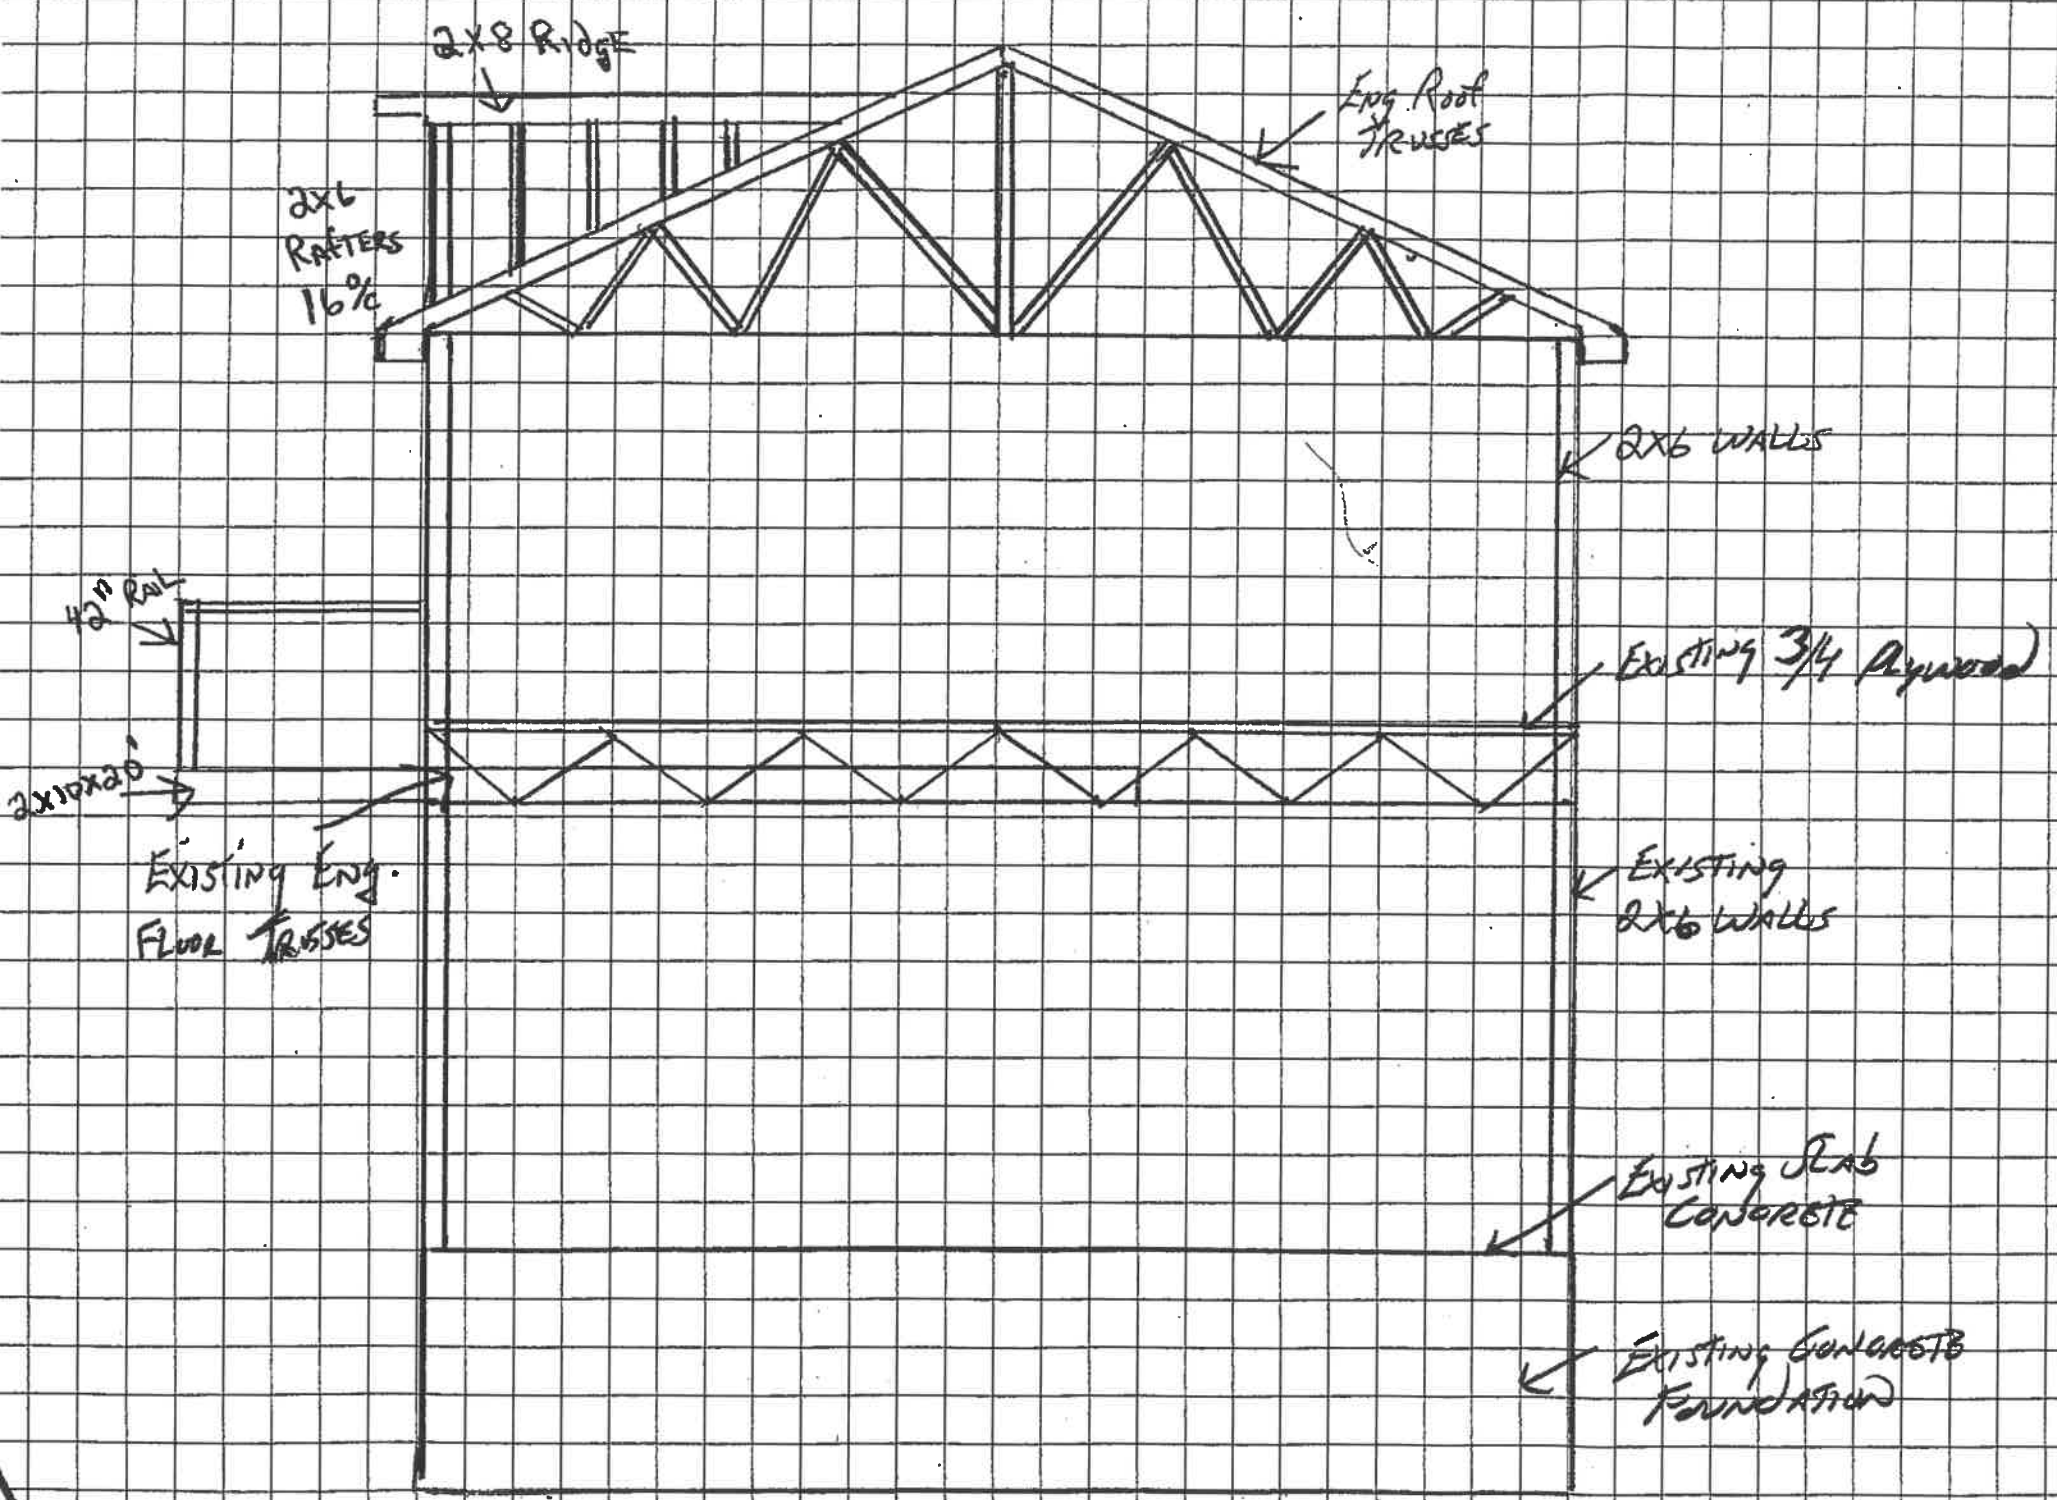 2x8 RidgE
Eng. Roof
TRUSSES
2x6
RAfTERS
16"o/c
2x6 WALLS
42" RAIL
Existing 3/4 Plywood
2x10x20'
Existing Eng.
FLOOR TRUSSES
Existing
2x6 WALLS
Existing SLAb
CONCRETE
Existing CONCRETE
FOUNDATION